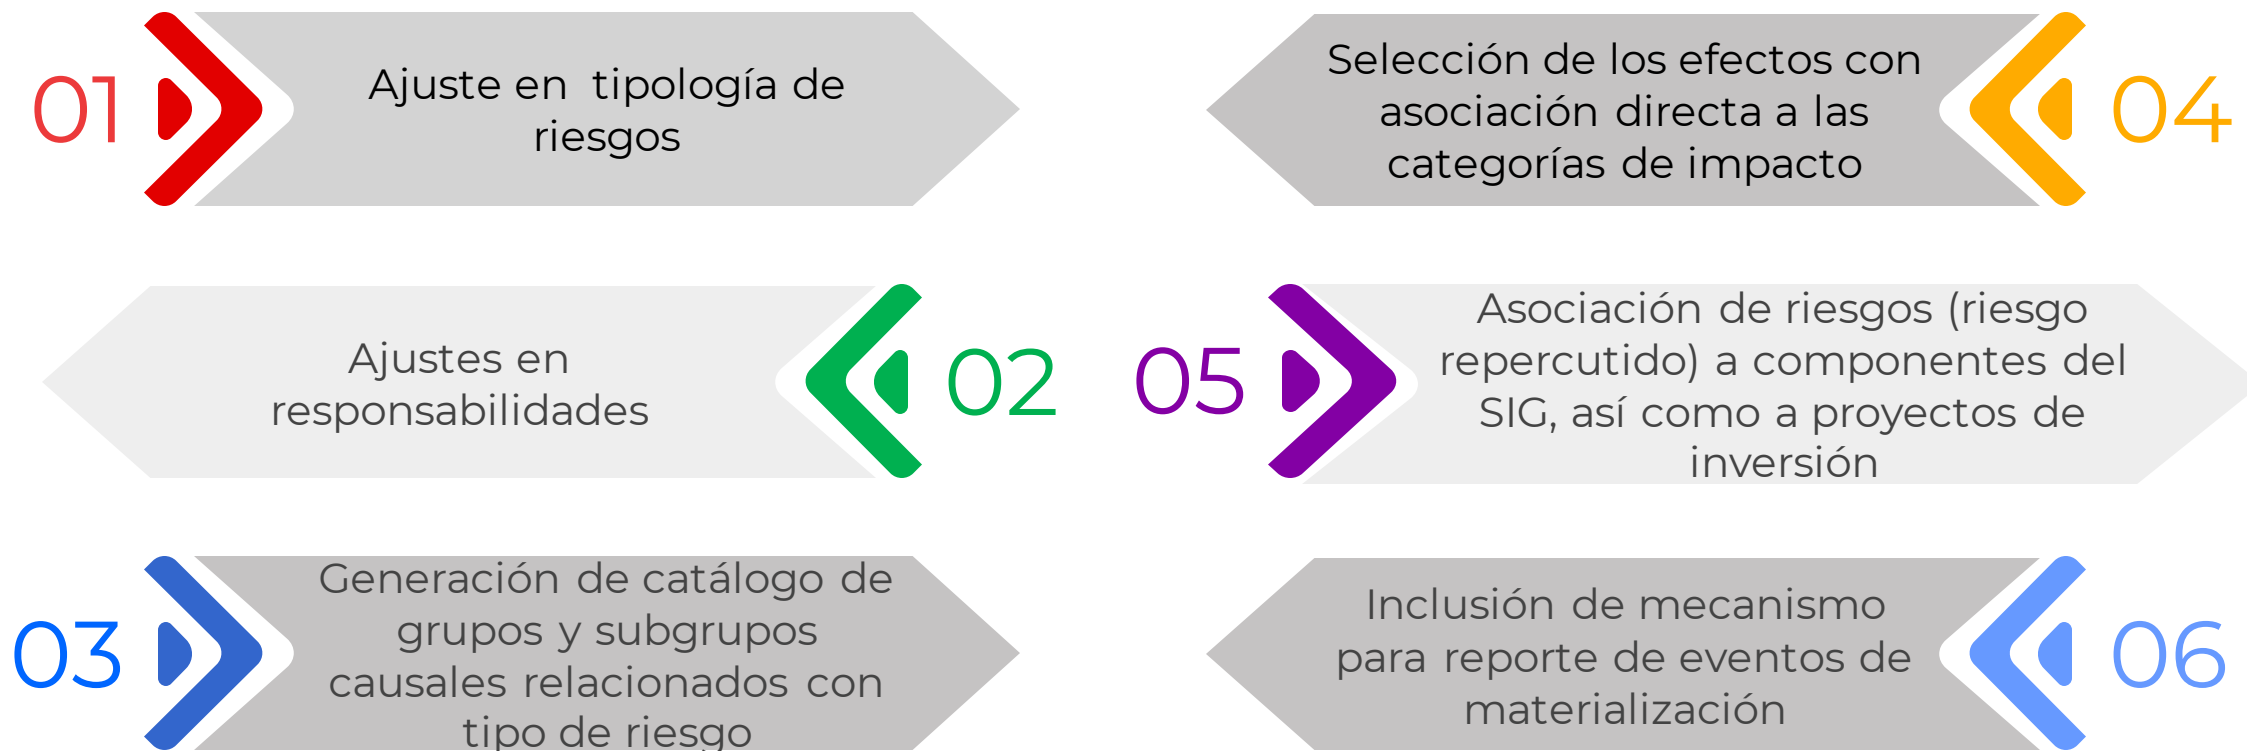 01
Ajuste en tipología de
riesgos
02
Ajustes en
responsabilidades
03
Generación de catálogo de
grupos y subgrupos
causales relacionados con
tipo de riesgo
04
Selección de los efectos con
asociación directa a las
categorías de impacto
05
Asociación de riesgos (riesgo
repercutido) a componentes del
SIG, así como a proyectos de
inversión
06
Inclusión de mecanismo
para reporte de eventos de
materialización